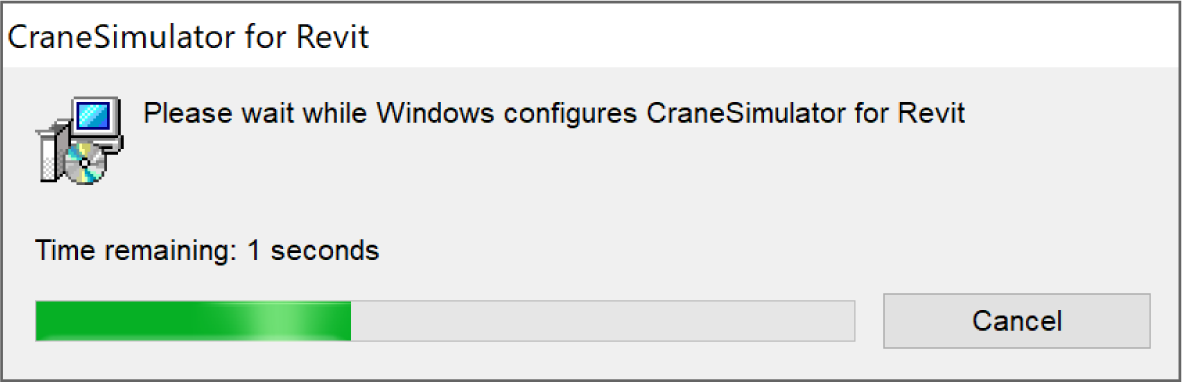 CraneSimulator for Revit
Please wait while Windows configures CraneSimulator for Revit
Time remaining: 1 seconds
Cancel